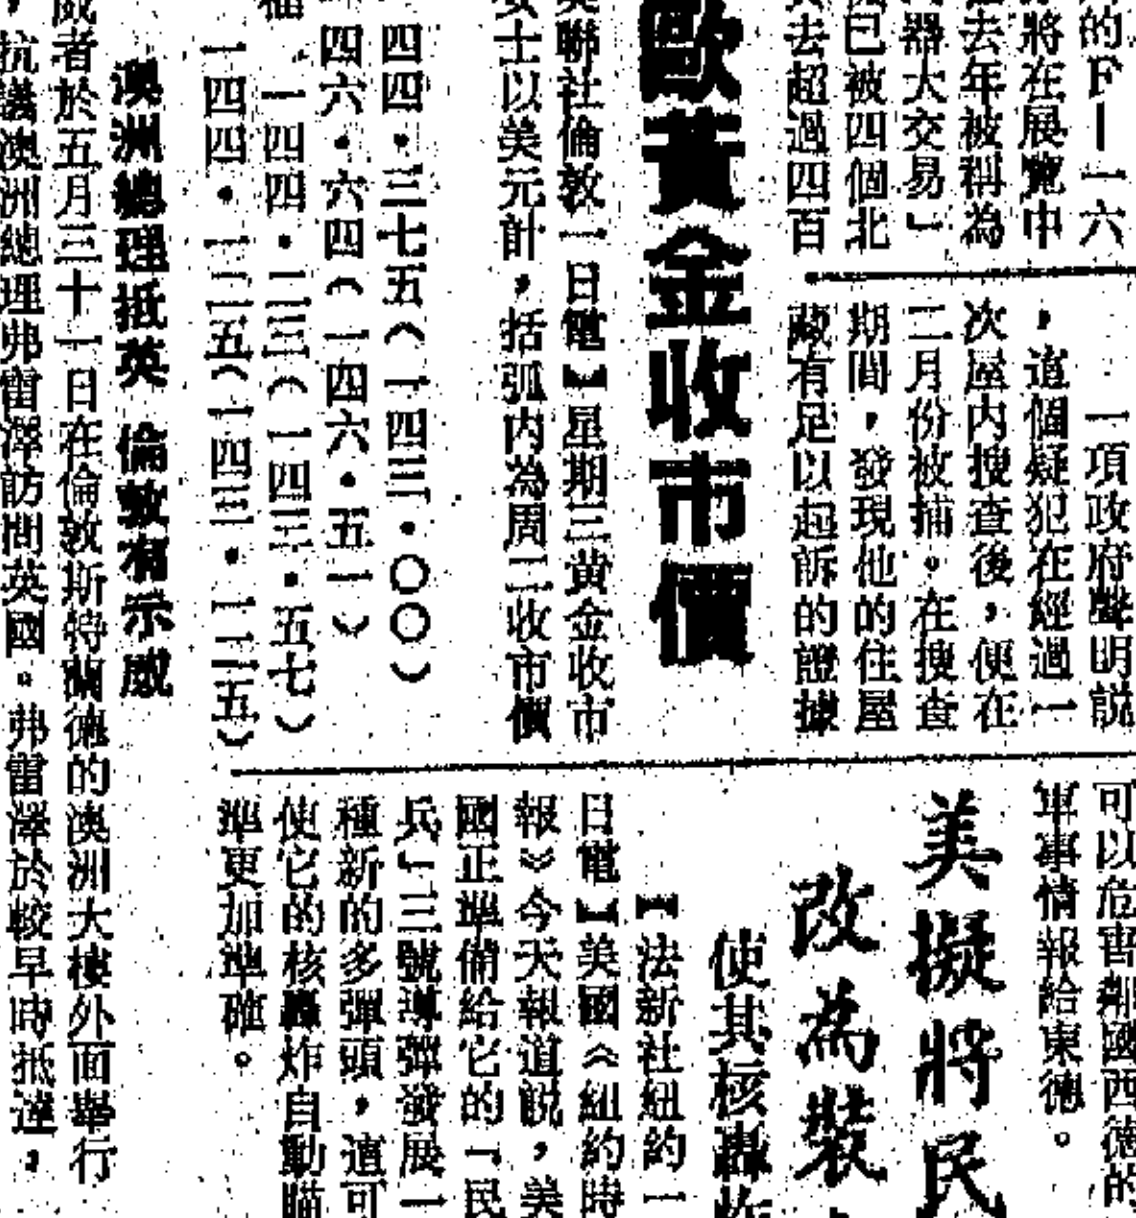 的F—一六
將在展覽中
去年被稱為
器大交易」
已被四個北
去超過四百
一項政府聲明説
，這個疑犯在經過一
次屋内搜查後，便在
二月份被捕。在搜查
期間，發現他的住屋
藏有足以起訴的證據
可以危害鄰國西德的
軍事情報給東德。
歐黃金收市價
美聯社倫敦一日電】星期三黄金收市
士以美元計，括弧内為周二收市價
四四·三七五（一四三·〇〇）
四六·六四（一四六·五一）
一四四·一二三（一四三·五七）
一四四·一二五（一四三·一二五）
美擬將民
改為裝
使其核轟炸
【法新社紐約一
日電】美國《紐約時
報》今天報道説，美
國正準備給它的「民
兵」三號導彈發展一
種新的多彈頭，這可
使它的核轟炸自動瞄
準更加準確。
澳洲總理抵英 倫敦有示威
威者於五月三十一日在倫敦斯特蘭德的澳洲大樓外面舉行
，抗議澳洲總理弗雷澤訪問英國。弗雷澤於較早時抵達，